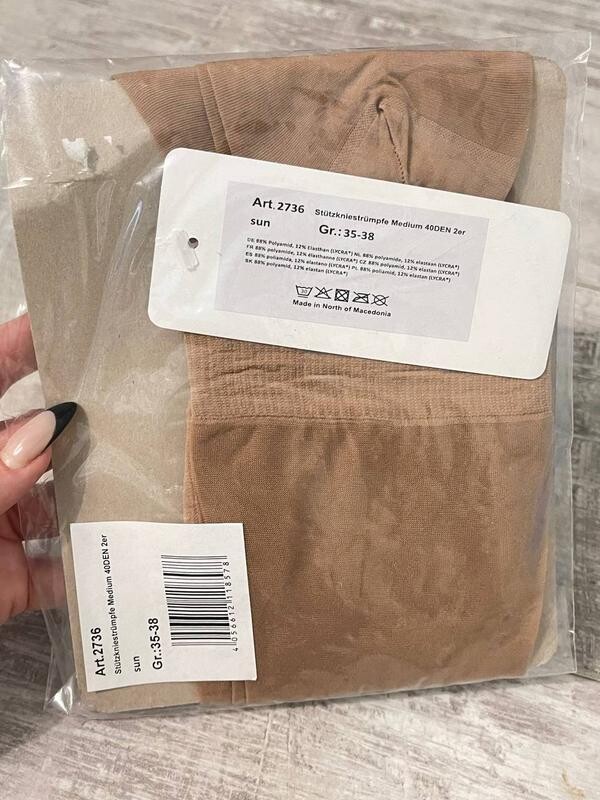 Art.2736 Stützkniestrümpfe Medium 40DEN 2er
sun Gr.:35-38
DE 88% Polyamid, 12% Elasthan (LYCRA®) NL 88% polyamide, 12% elastaan (LYCRA®)
FR 88% polyamide, 12% élasthanne (LYCRA®) CZ 88% polyamid, 12% elastan (LYCRA®)
ES 88% poliamida, 12% elastano (LYCRA®) PL 88% poliamid, 12% elastan (LYCRA®)
SK 88% polyamid, 12% elastan (LYCRA®)
30
Made in North of Macedonia
Art.2736
Stützkniestrümpfe Medium 40DEN 2er
sun
Gr.:35-38
4056612118578